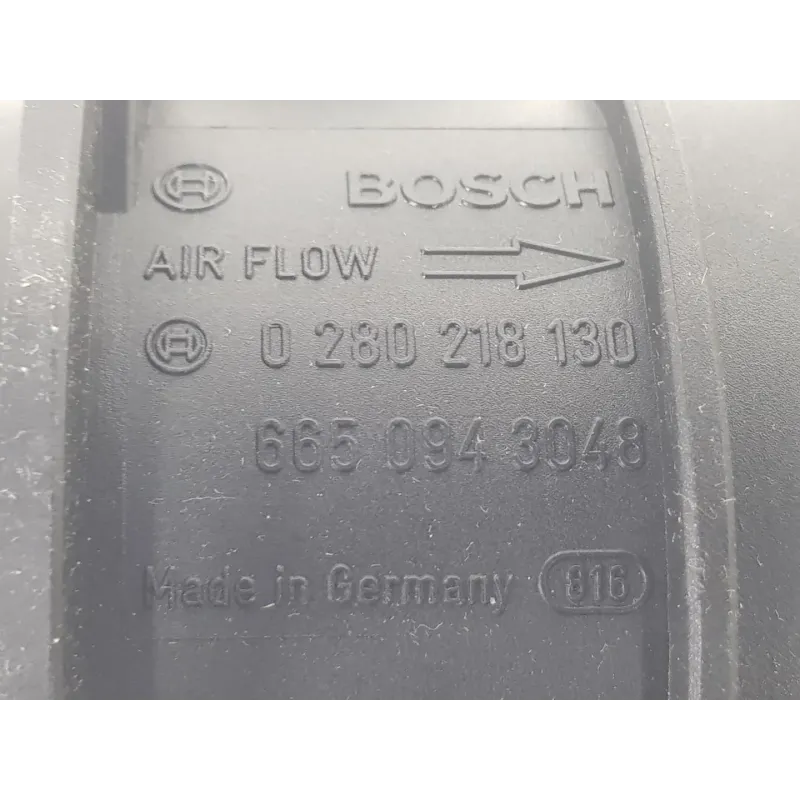 BOSCH
AIR FLOW
0 280 218 130
665 094 3048
Made in Germany 816